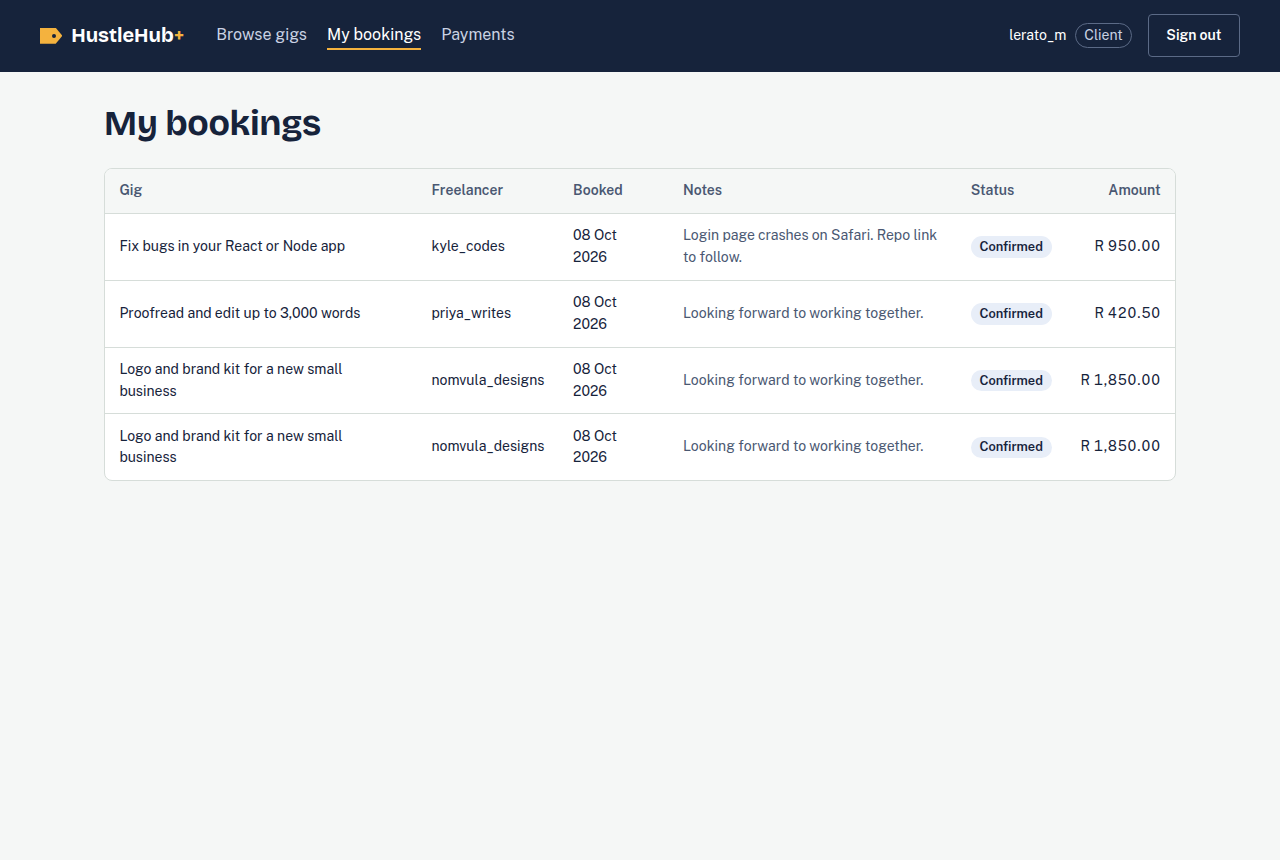 HustleHub+ Browse gigs My bookings Payments lerato_m Client Sign out
My bookings
Gig Freelancer Booked Notes Status Amount
Fix bugs in your React or Node app kyle_codes 08 Oct 2026 Login page crashes on Safari. Repo link to follow. Confirmed R 950.00
Proofread and edit up to 3,000 words priya_writes 08 Oct 2026 Looking forward to working together. Confirmed R 420.50
Logo and brand kit for a new small business nomvula_designs 08 Oct 2026 Looking forward to working together. Confirmed R 1,850.00
Logo and brand kit for a new small business nomvula_designs 08 Oct 2026 Looking forward to working together. Confirmed R 1,850.00